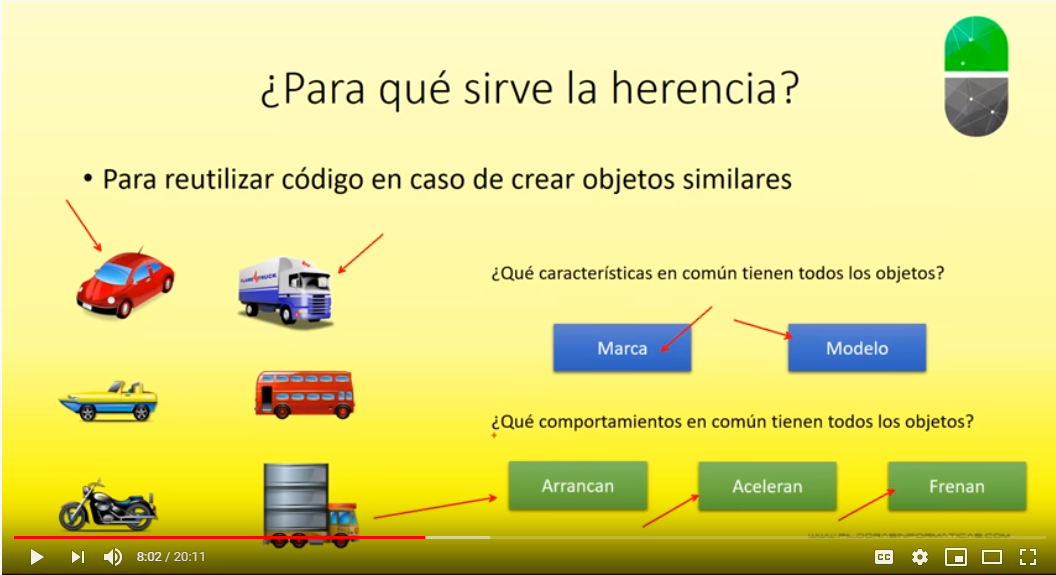 ¿Para qué sirve la herencia?
• Para reutilizar código en caso de crear objetos similares
¿Qué características en común tienen todos los objetos?
Marca
Modelo
¿Qué comportamientos en común tienen todos los objetos?
Arrancan
Aceleran
Frenan
WWW.PILDORASINFORMATICAS.COM
8:02 / 20:11
CC